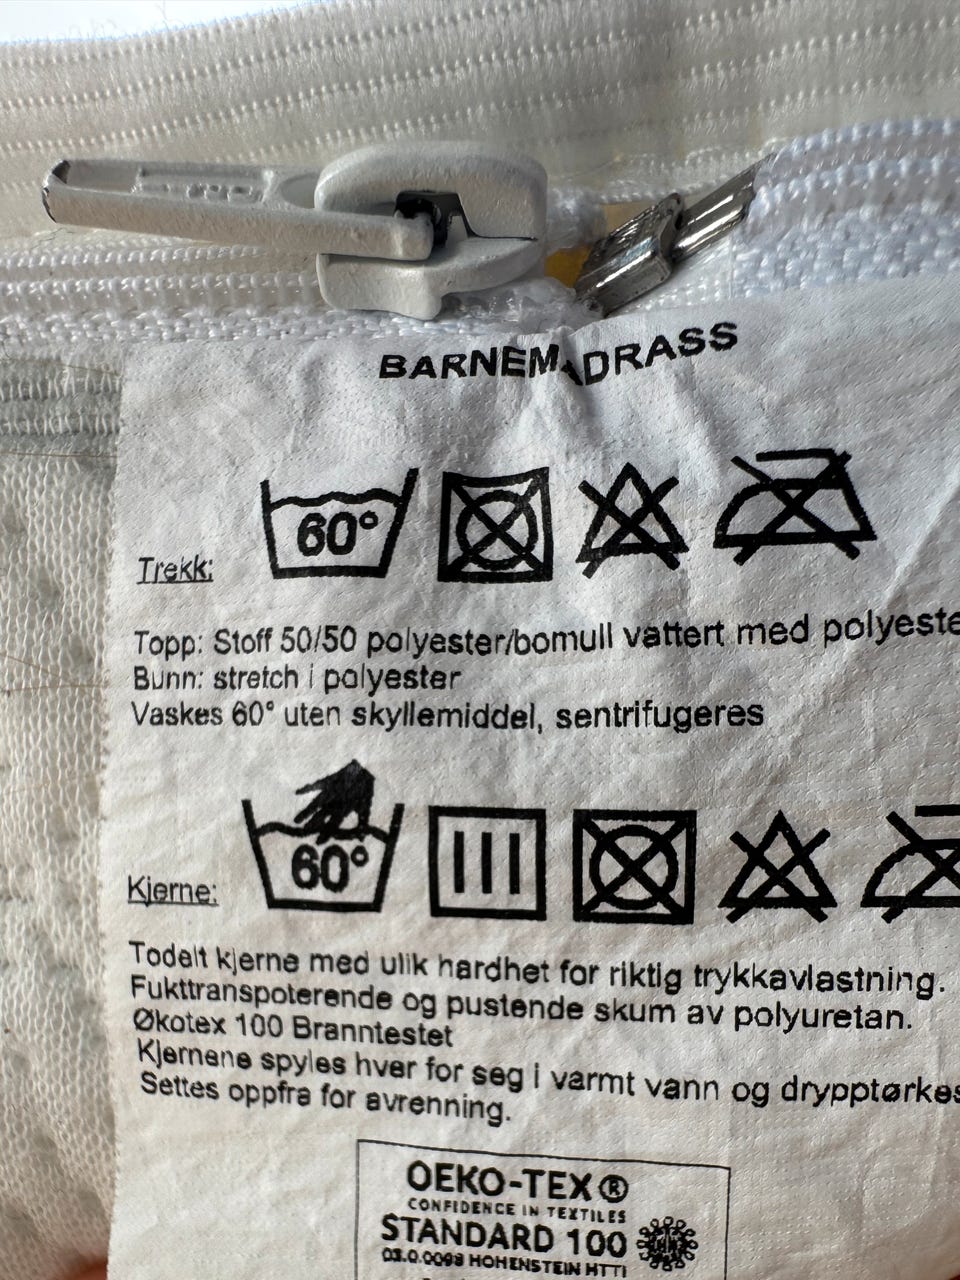 BARNEMADRASS
60°
Trekk:
Topp: Stoff 50/50 polyester/bomull vattert med polyeste
Bunn: stretch i polyester
Vaskes 60° uten skyllemiddel, sentrifugeres
60°
Kjerne:
Todelt kjerne med ulik hardhet for riktig trykkavlastning.
Fukttranspoterende og pustende skum av polyuretan.
Økotex 100 Branntestet
Kjernene spyles hver for seg i varmt vann og drypptørkes
Settes oppfra for avrenning.
OEKO-TEX®
CONFIDENCE IN TEXTILES
STANDARD 100
HOHENSTEIN HTTI